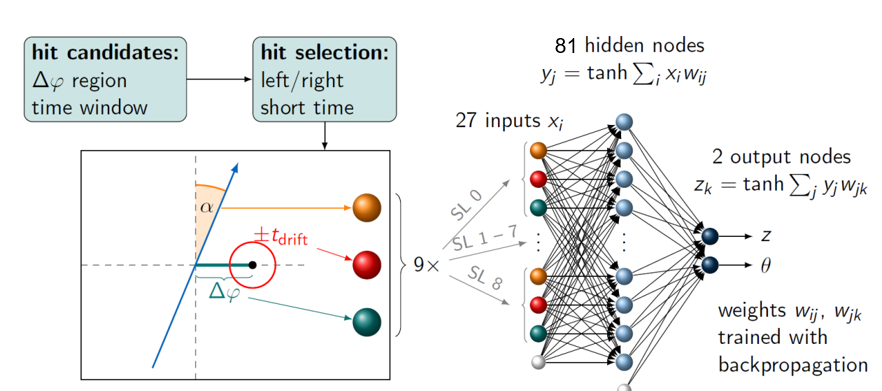 hit candidates:
Δφ region
time window
hit selection:
left/right
short time
α
±t_drift
Δφ
9×
SL 0
SL 1 – 7
SL 8
27 inputs x_i
81 hidden nodes
y_j = tanh ∑_i x_i w_ij
2 output nodes
z_k = tanh ∑_j y_j w_jk
z
θ
weights w_ij, w_jk
trained with
backpropagation